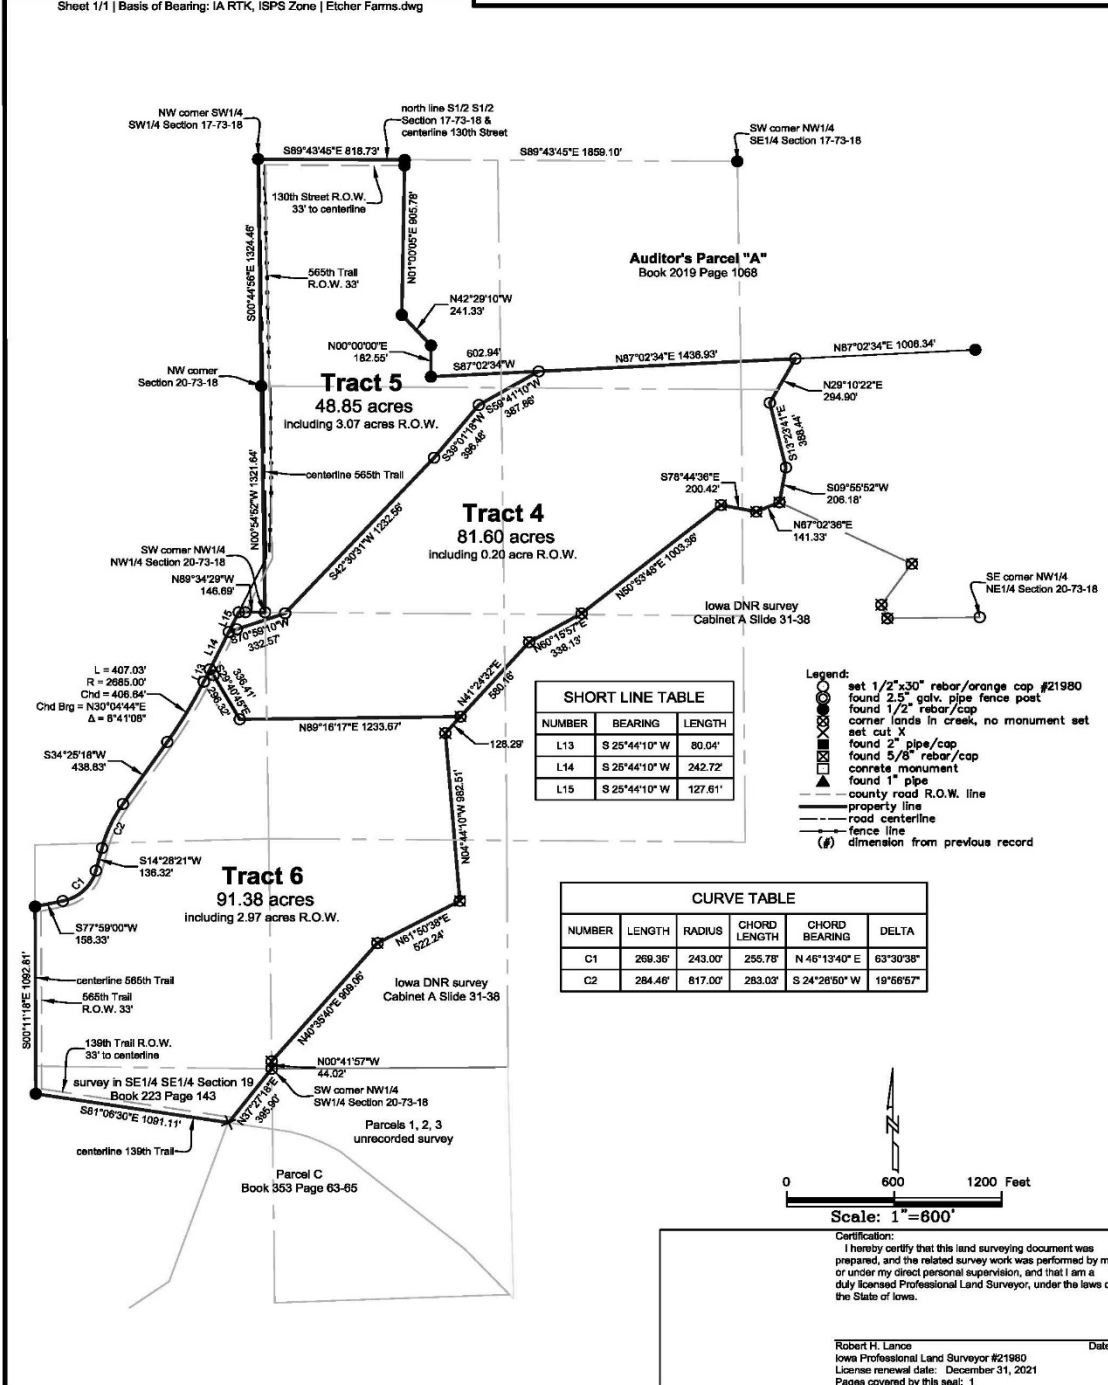 Sheet 1/1 | Basis of Bearing: IA RTK, ISPS Zone | Etcher Farms.dwg
NW corner SW1/4
SW1/4 Section 17-73-18
north line S1/2 S1/2
Section 17-73-18 &
centerline 130th Street
SW corner NW1/4
SE1/4 Section 17-73-18
S89°43'45"E 818.73'
S89°43'45"E 1859.10'
130th Street R.O.W.
33' to centerline
S00°44'56"E 1324.46'
N01°00'05"E 905.78'
565th Trail
R.O.W. 33'
Auditor's Parcel "A"
Book 2019 Page 1068
N42°29'10"W
241.33'
N00°00'00"E
182.55'
602.94'
S87°02'34"W
N87°02'34"E 1436.93'
N87°02'34"E 1008.34'
NW corner
Section 20-73-18
Tract 5
48.85 acres
including 3.07 acres R.O.W.
S59°41'10"W
387.86'
N29°10'22"E
294.90'
S39°01'18"W
396.48'
S13°23'41"E
388.44'
centerline 565th Trail
N00°54'52"W 1321.64'
S78°44'36"E
200.42'
S09°55'52"W
206.18'
Tract 4
81.60 acres
including 0.20 acre R.O.W.
N67°02'36"E
141.33'
S42°30'31"W 1232.56'
SW corner NW1/4
NW1/4 Section 20-73-18
N89°34'29"W
146.69'
N50°53'48"E 1003.36'
SE corner NW1/4
NE1/4 Section 20-73-18
Iowa DNR survey
Cabinet A Slide 31-38
L15
S70°59'10"W
332.57'
L14
N60°15'57"E
338.13'
L = 407.03'
R = 2685.00'
Chd = 406.64'
Chd Brg = N30°04'44"E
Δ = 8°41'08"
L13
336.41'
S29°40'45"E
296.32'
N41°24'32"E
580.16'
N89°16'17"E 1233.67'
128.29'
S34°25'18"W
438.83'
SHORT LINE TABLE
NUMBER BEARING LENGTH
L13 S 25°44'10" W 80.04'
L14 S 25°44'10" W 242.72'
L15 S 25°44'10" W 127.61'
Legend:
set 1/2"x30" rebar/orange cap #21980
found 2.5" galv. pipe fence post
found 1/2" rebar/cap
corner lands in creek, no monument set
set cut X
found 2" pipe/cap
found 5/8" rebar/cap
conrete monument
found 1" pipe
county road R.O.W. line
property line
road centerline
fence line
(#) dimension from previous record
C2
N04°44'10"W 982.51'
S14°28'21"W
136.32'
C1
Tract 6
91.38 acres
including 2.97 acres R.O.W.
S77°59'00"W
158.33'
N61°50'38"E
522.24'
CURVE TABLE
NUMBER LENGTH RADIUS CHORD LENGTH CHORD BEARING DELTA
C1 269.36' 243.00' 255.78' N 46°13'40" E 63°30'38"
C2 284.46' 817.00' 283.03' S 24°26'50" W 19°56'57"
S00°11'18"E 1092.81'
centerline 565th Trail
565th Trail
R.O.W. 33'
N40°35'40"E 909.06'
Iowa DNR survey
Cabinet A Slide 31-38
139th Trail R.O.W.
33' to centerline
N00°41'57"W
44.02'
survey in SE1/4 SE1/4 Section 19
Book 223 Page 143
SW corner NW1/4
SW1/4 Section 20-73-18
N37°27'18"E
395.90'
S81°06'30"E 1091.11'
centerline 139th Trail
Parcels 1, 2, 3
unrecorded survey
Parcel C
Book 353 Page 63-65
N
0 600 1200 Feet
Scale: 1"=600'
Certification:
I hereby certify that this land surveying document was
prepared, and the related survey work was performed by m
or under my direct personal supervision, and that I am a
duly licensed Professional Land Surveyor, under the laws o
the State of Iowa.
Robert H. Lance Date
Iowa Professional Land Surveyor #21980
License renewal date: December 31, 2021
Pages covered by this seal: 1